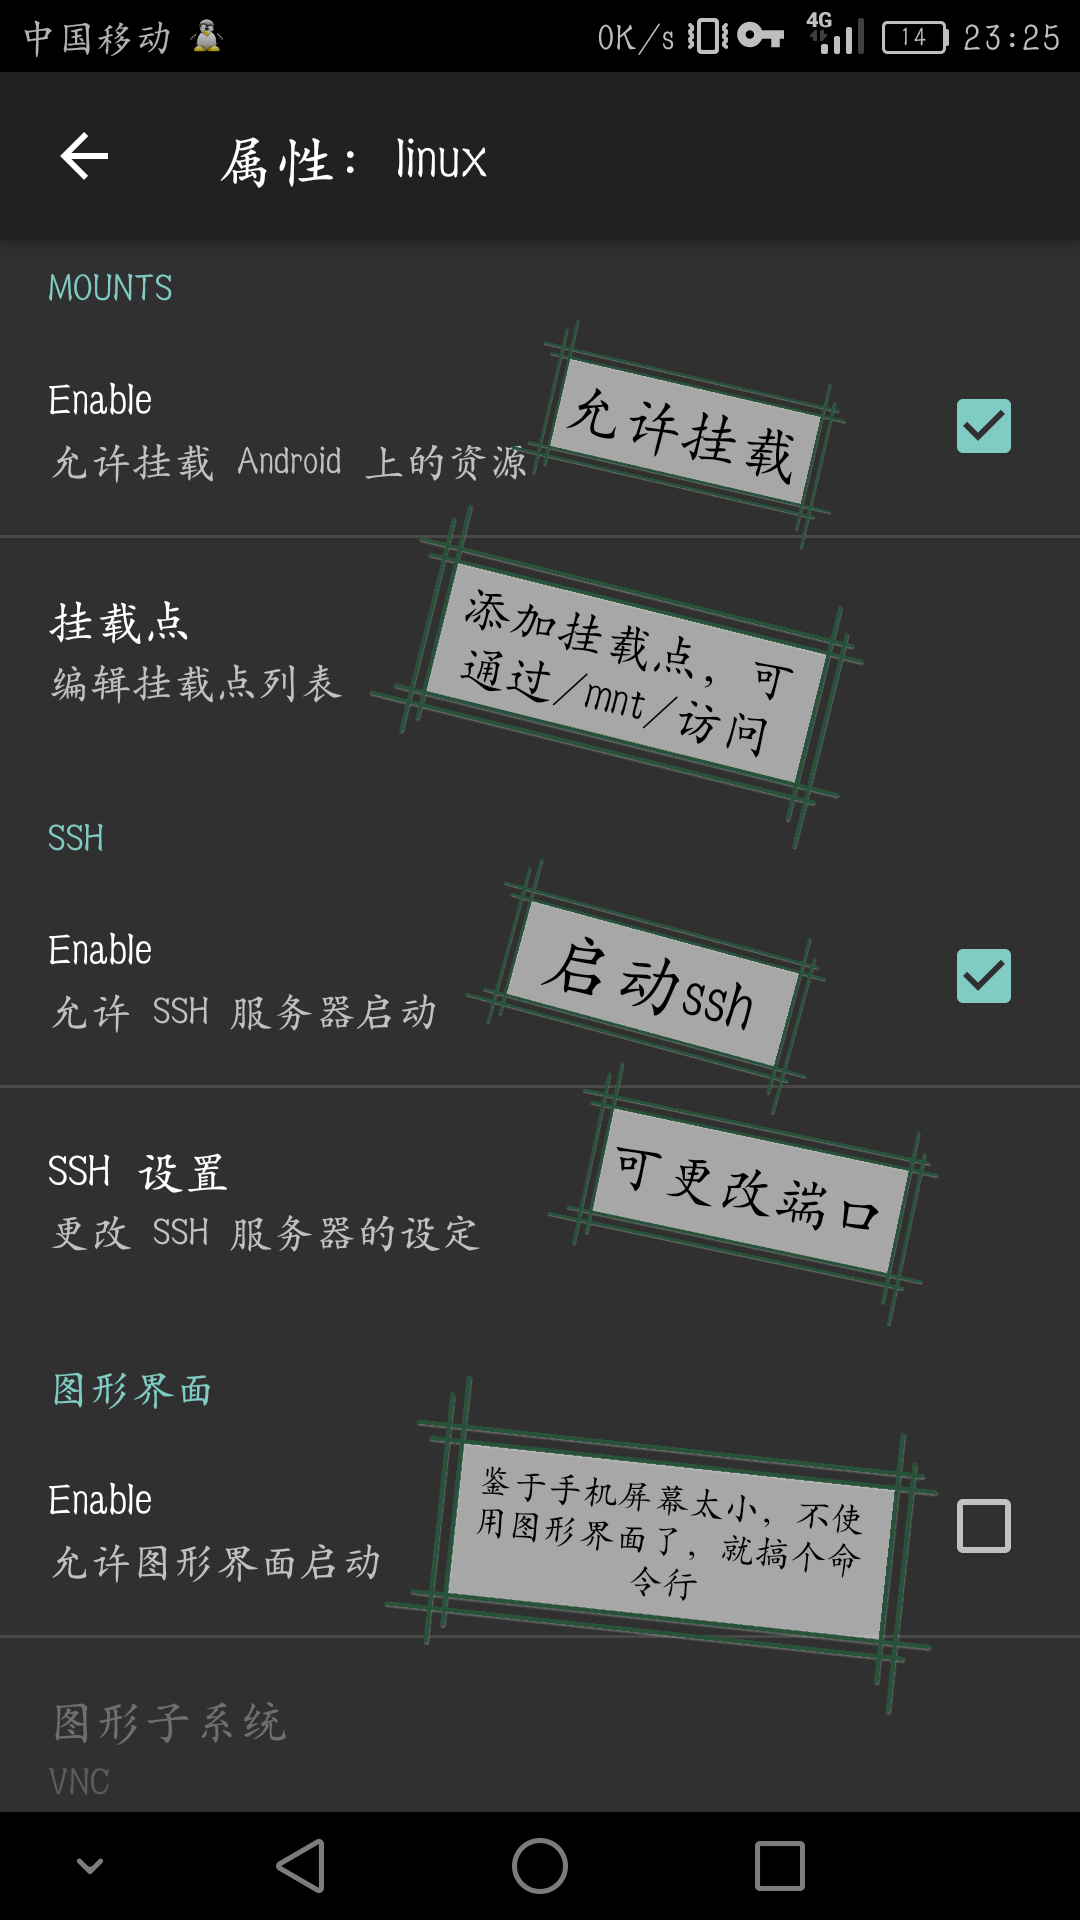 中国移动 0K/s 4G 14 23:25
属性: linux
MOUNTS
Enable
允许挂载 Android 上的资源
允许挂载
挂载点
编辑挂载点列表
添加挂载点，可
通过/mnt/访问
SSH
Enable
允许 SSH 服务器启动
启动ssh
SSH 设置
更改 SSH 服务器的设定
可更改端口
图形界面
Enable
允许图形界面启动
鉴于手机屏幕太小，不使
用图形界面了，就搞个命
令行
图形子系统
VNC